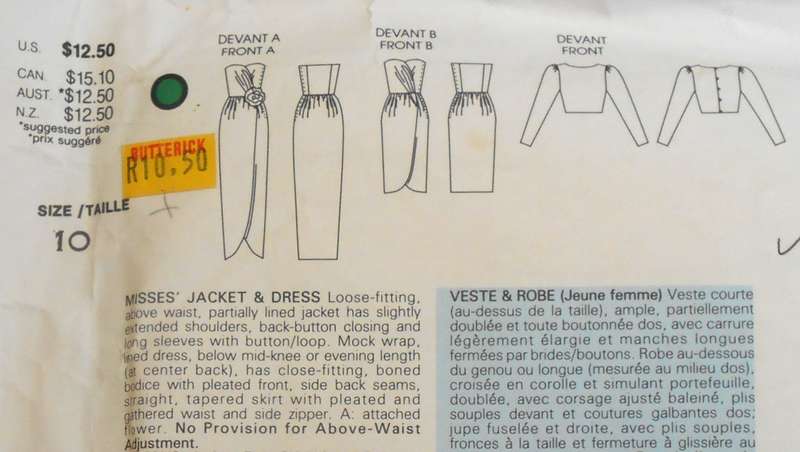 U.S. $12.50
CAN. $15.10
AUST. *$12.50
N.Z. $12.50
*suggested price
*prix suggéré
BUTTERICK
R10.50
SIZE/TAILLE
10
DEVANT A
FRONT A
DEVANT B
FRONT B
DEVANT
FRONT
MISSES' JACKET & DRESS Loose-fitting,
above waist, partially lined jacket has slightly
extended shoulders, back-button closing and
long sleeves with button/loop. Mock wrap,
lined dress, below mid-knee or evening length
(at center back), has close-fitting, boned
bodice with pleated front, side back seams,
straight, tapered skirt with pleated and
gathered waist and side zipper. A: attached
flower. No Provision for Above-Waist
Adjustment.
VESTE & ROBE (Jeune femme) Veste courte
(au-dessus de la taille), ample, partiellement
doublée et toute boutonnée dos, avec carrure
légèrement élargie et manches longues
fermées par brides/boutons. Robe au-dessous
du genou ou longue (mesurée au milieu dos),
croisée en corolle et simulant portefeuille,
doublée, avec corsage ajusté baleiné, plis
souples devant et coutures galbantes dos;
jupe fuselée et droite, avec plis souples,
fronces à la taille et fermeture à glissière au